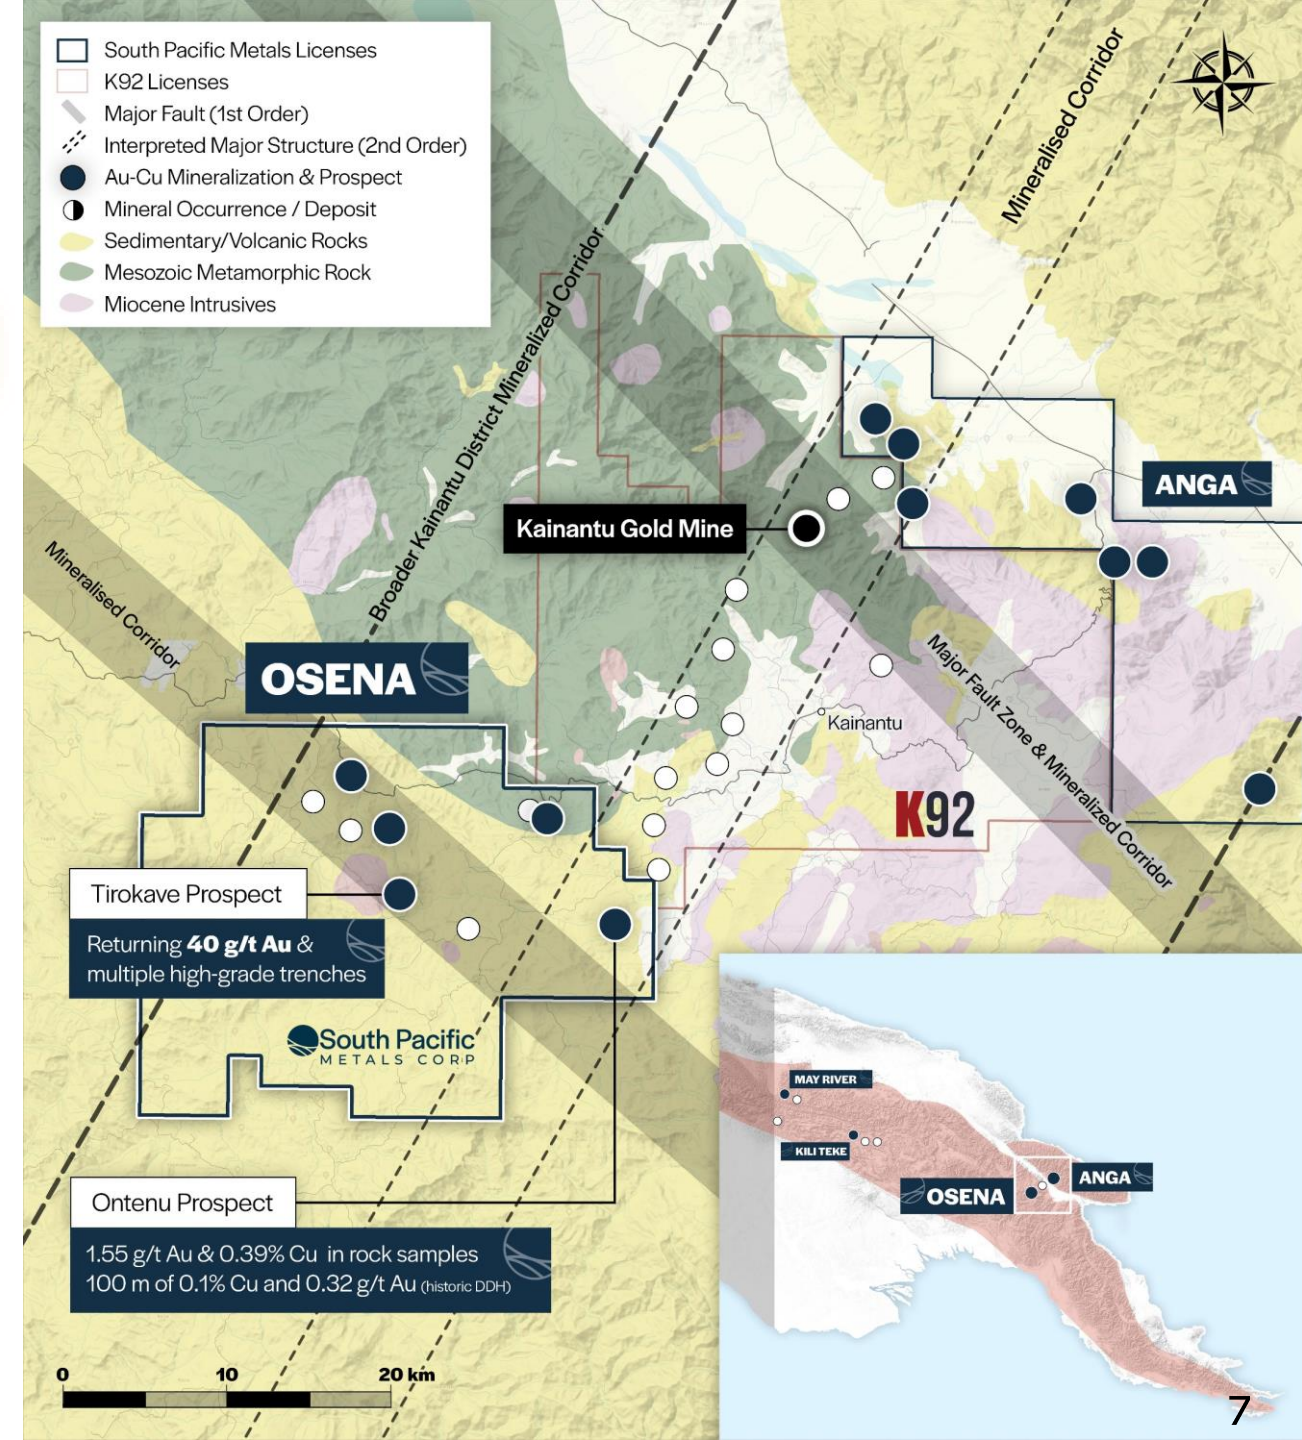 South Pacific Metals Licenses
K92 Licenses
Major Fault (1st Order)
Interpreted Major Structure (2nd Order)
Au-Cu Mineralization & Prospect
Mineral Occurrence / Deposit
Sedimentary/Volcanic Rocks
Mesozoic Metamorphic Rock
Miocene Intrusives
Mineralised Corridor
Broader Kainantu District Mineralized Corridor
ANGA
Kainantu Gold Mine
Mineralised Corridor
OSENA
Major Fault Zone & Mineralized Corridor
Kainantu
K92
Tirokave Prospect
Returning 40 g/t Au &
multiple high-grade trenches
South Pacific
METALS CORP
Ontenu Prospect
1.55 g/t Au & 0.39% Cu in rock samples
100 m of 0.1% Cu and 0.32 g/t Au (historic DDH)
0 10 20 km
MAY RIVER
KILI TEKE
OSENA
ANGA
7